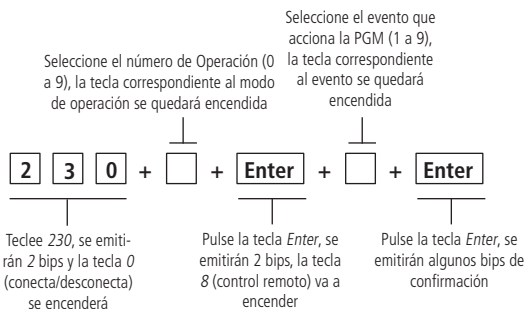 Seleccione el evento que
acciona la PGM (1 a 9),
la tecla correspondiente
al evento se quedará
encendida
Seleccione el número de Operación (0
a 9), la tecla correspondiente al modo
de operación se quedará encendida
2 3 0 + + Enter + + Enter
Teclee 230, se emiti-
rán 2 bips y la tecla 0
(conecta/desconecta)
se encenderá
Pulse la tecla Enter, se
emitirán 2 bips, la tecla
8 (control remoto) va a
encender
Pulse la tecla Enter, se
emitirán algunos bips de
confirmación